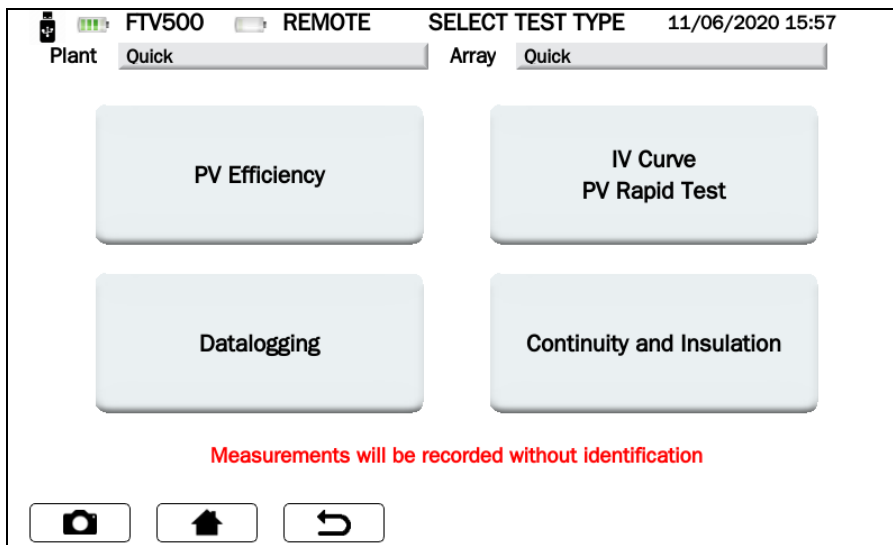 FTV500 REMOTE SELECT TEST TYPE 11/06/2020 15:57
Plant Quick Array Quick
PV Efficiency
IV Curve
PV Rapid Test
Datalogging
Continuity and Insulation
Measurements will be recorded without identification